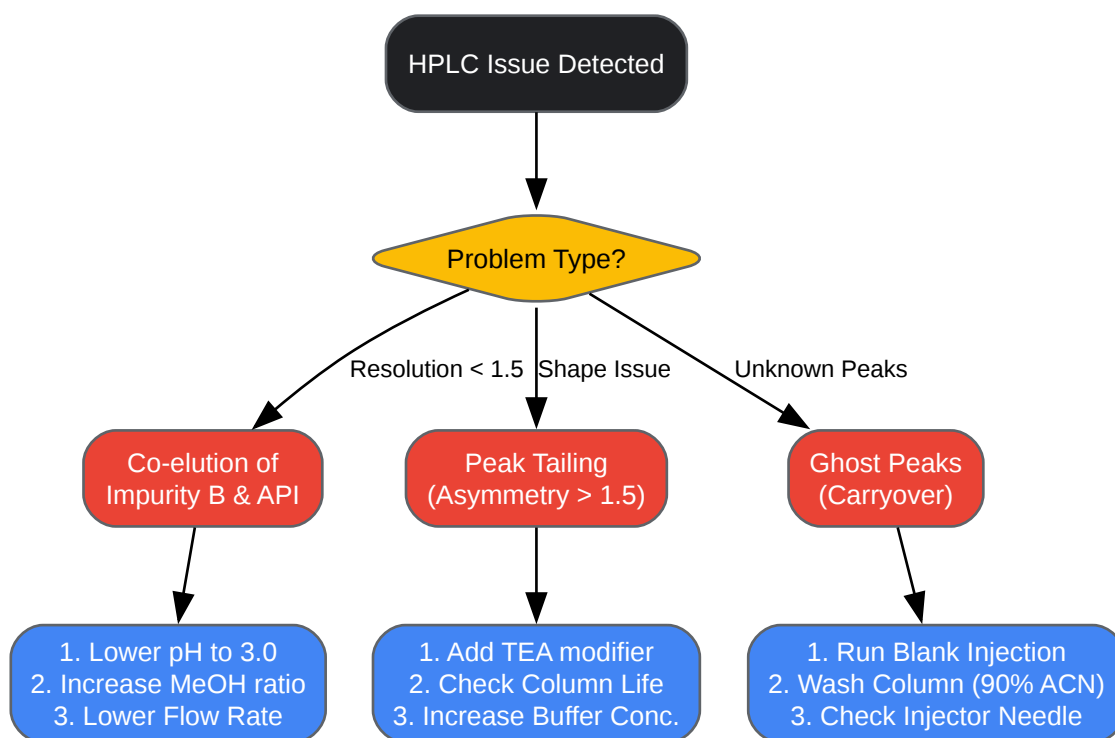 HPLC Issue Detected
Problem Type?
Resolution < 1.5
Shape Issue
Unknown Peaks
Co-elution of
Impurity B & API
Peak Tailing
(Asymmetry > 1.5)
Ghost Peaks
(Carryover)
1. Lower pH to 3.0
2. Increase MeOH ratio
3. Lower Flow Rate
1. Add TEA modifier
2. Check Column Life
3. Increase Buffer Conc.
1. Run Blank Injection
2. Wash Column (90% ACN)
3. Check Injector Needle